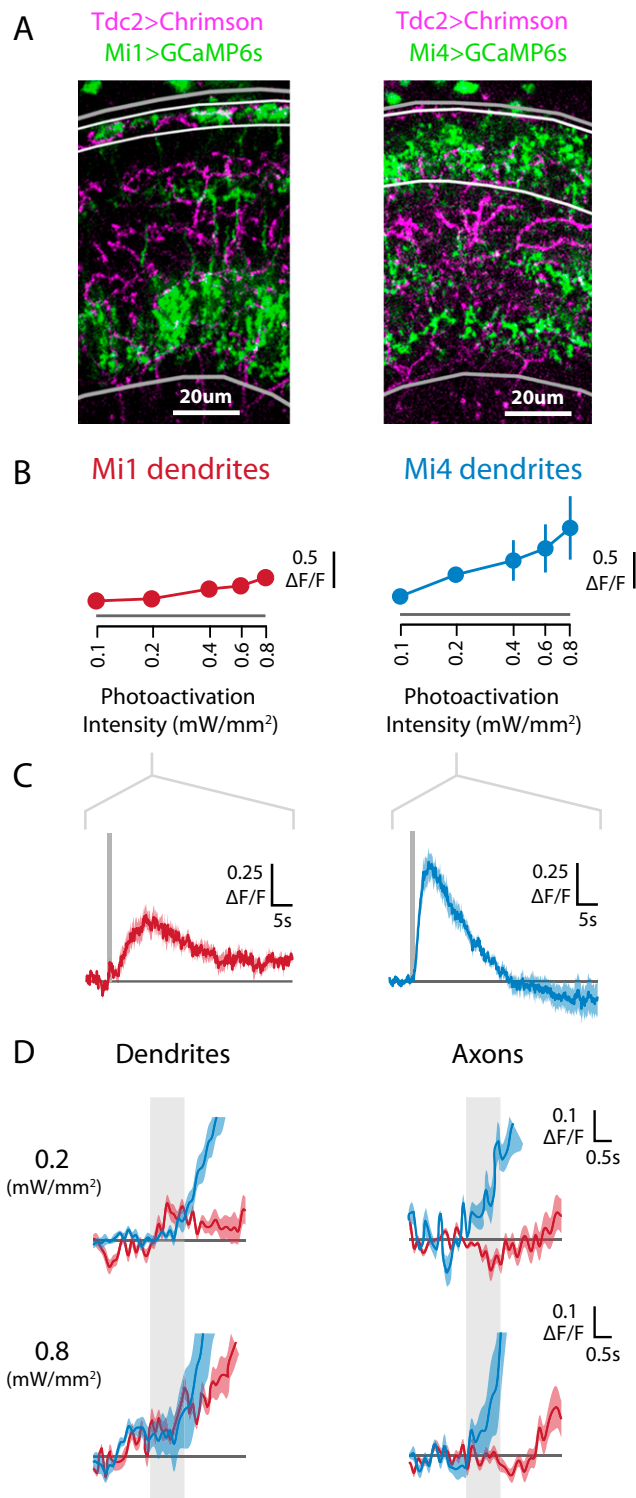 A
Tdc2>Chrimson
Mi1>GCaMP6s
Tdc2>Chrimson
Mi4>GCaMP6s
20um
20um
B
Mi1 dendrites
Mi4 dendrites
0.5
ΔF/F
0.5
ΔF/F
0.1
0.2
0.4
0.6
0.8
0.1
0.2
0.4
0.6
0.8
Photoactivation
Intensity (mW/mm²)
Photoactivation
Intensity (mW/mm²)
C
0.25
ΔF/F
5s
0.25
ΔF/F
5s
D
Dendrites
Axons
0.2
(mW/mm²)
0.1
ΔF/F
0.5s
0.8
(mW/mm²)
0.1
ΔF/F
0.5s